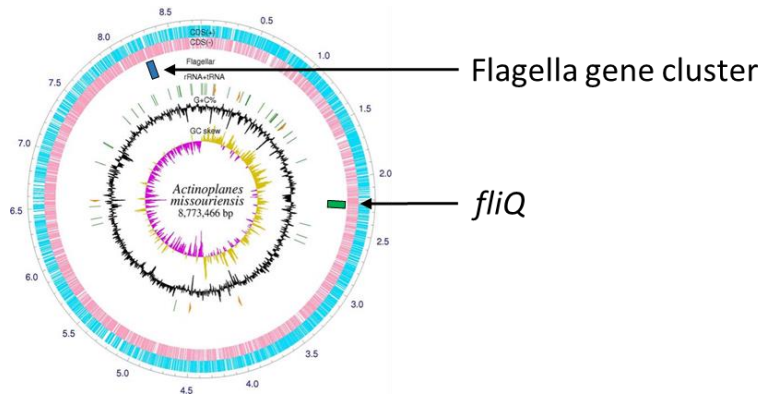 8.5
0.5
8.0
CDS(+)
CDS(-)
Flagellar
Flagella gene cluster
1.0
7.5
rRNA+tRNA
G+C%
1.5
GC skew
7.0
2.0
Actinoplanes
missouriensis
8,773,466 bp
fliQ
6.5
2.5
6.0
3.0
5.5
3.5
5.0
4.0
4.5